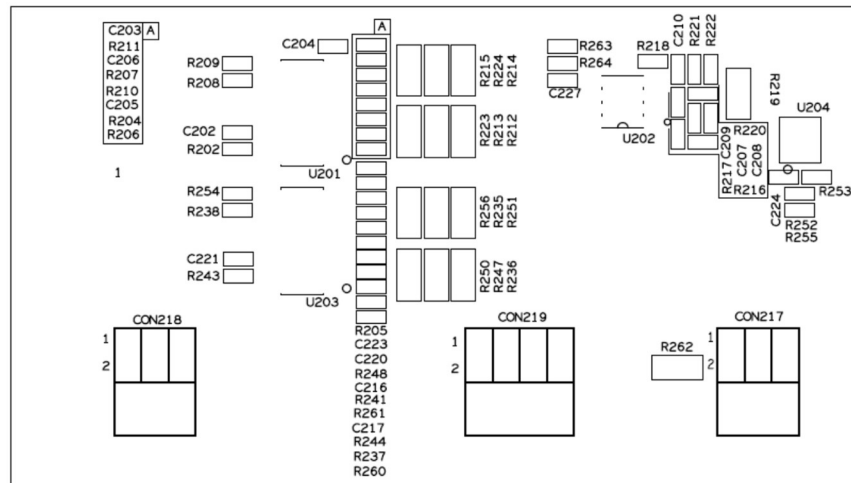 C203 A
R211
C206
R207
R210
C205
R204
R206
1
R209
R208
C202
R202
R254
R238
C221
R243
C204
A
U201
U203
R215
R224
R214
R223
R213
R212
R256
R235
R251
R250
R247
R236
R263
R264
C227
R218
C210
R221
R222
U202
R219
U204
R220
C209
C207
C208
R217
R216
C224
R253
R252
R255
CON218
1
2
R205
C223
C220
R248
C216
R241
R261
C217
R244
R237
R260
CON219
1
2
R262
CON217
1
2